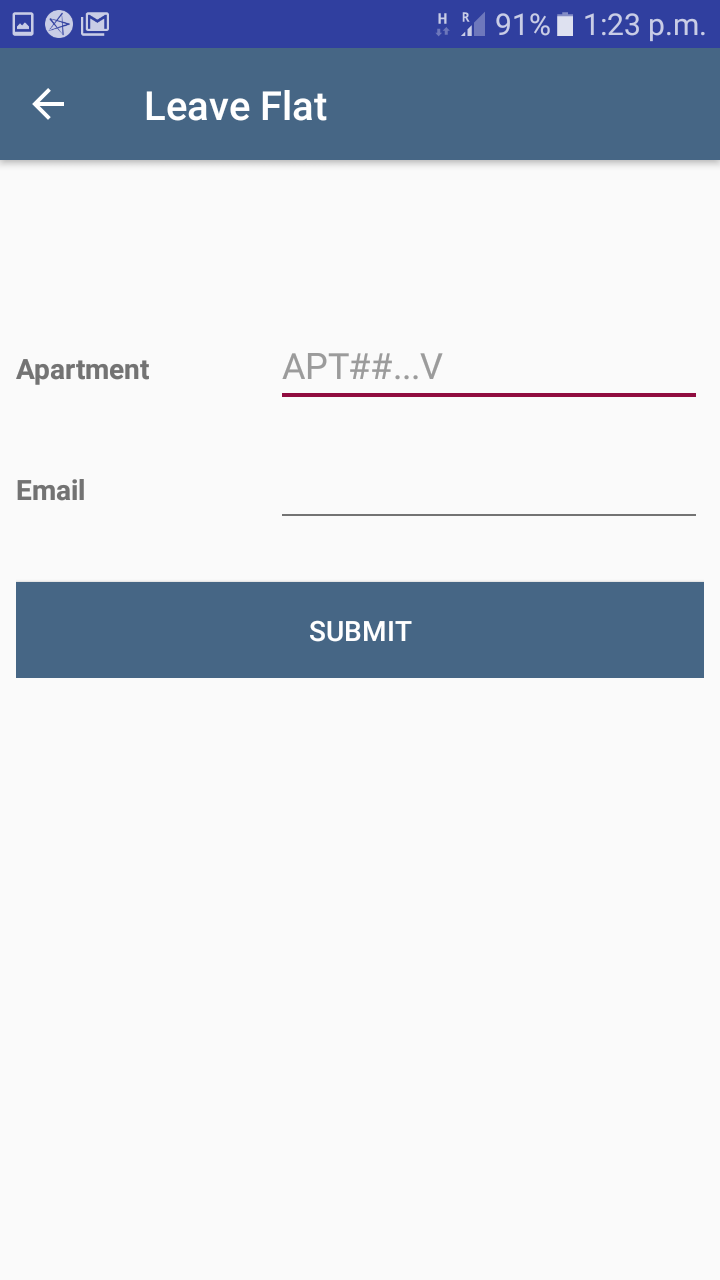 H R 91% 1:23 p.m.
Leave Flat
Apartment APT##...V
Email
SUBMIT